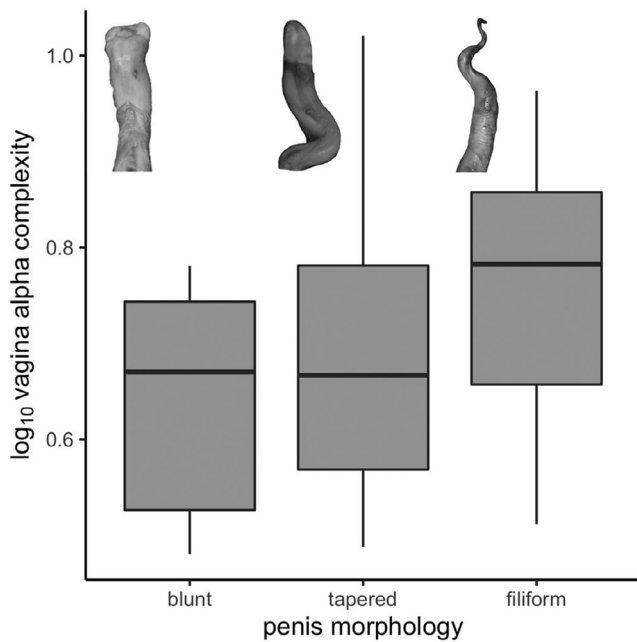 log₁₀ vagina alpha complexity
1.0
0.8
0.6
blunt tapered filiform
penis morphology